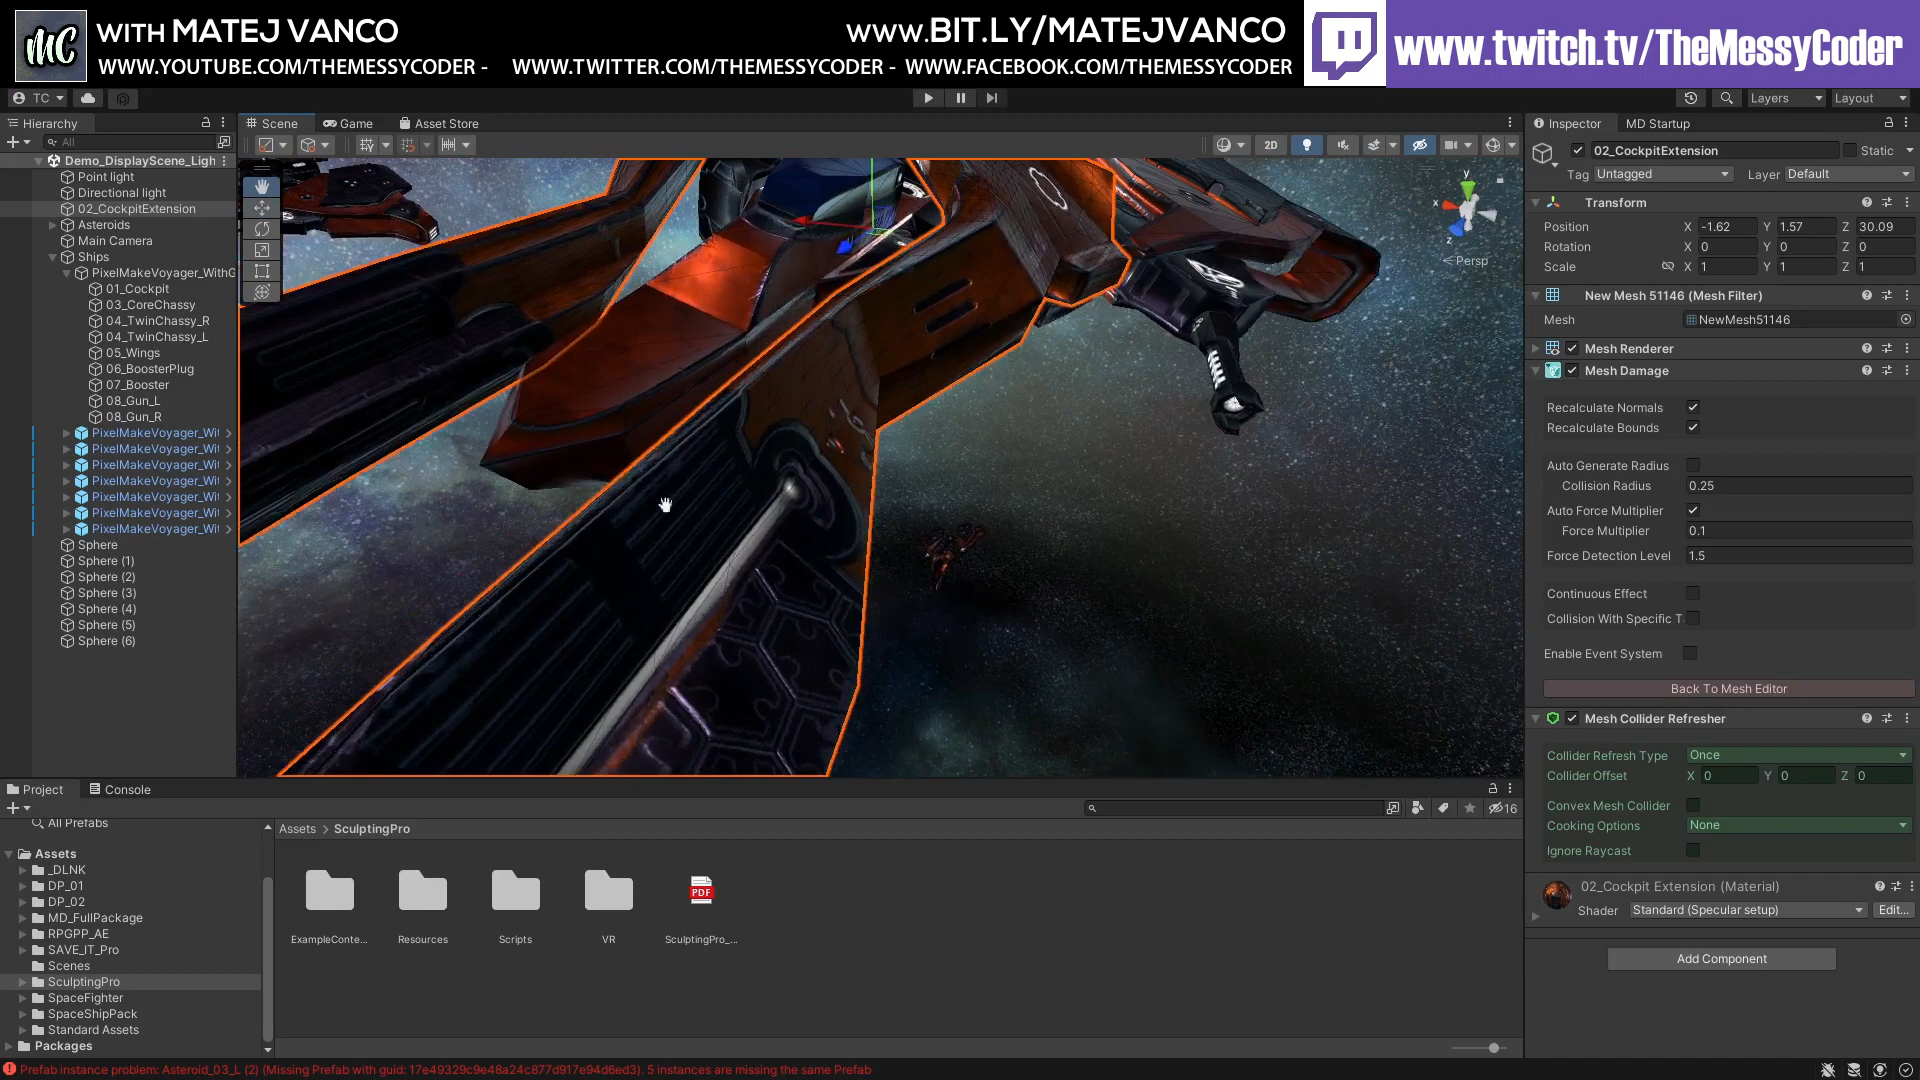 MC
WITH MATEJ VANCO
WWW.YOUTUBE.COM/THEMESSYCODER - WWW.TWITTER.COM/THEMESSYCODER - WWW.FACEBOOK.COM/THEMESSYCODER
WWW.BIT.LY/MATEJVANCO
www.twitch.tv/TheMessyCoder
TC
Layers
Layout
Hierarchy
All
Demo_DisplayScene_Ligh
Point light
Directional light
02_CockpitExtension
Asteroids
Main Camera
Ships
PixelMakeVoyager_WithG
01_Cockpit
03_CoreChassy
04_TwinChassy_R
04_TwinChassy_L
05_Wings
06_BoosterPlug
07_Booster
08_Gun_L
08_Gun_R
PixelMakeVoyager_Wit
PixelMakeVoyager_Wit
PixelMakeVoyager_Wit
PixelMakeVoyager_Wit
PixelMakeVoyager_Wit
PixelMakeVoyager_Wit
PixelMakeVoyager_Wit
Sphere
Sphere (1)
Sphere (2)
Sphere (3)
Sphere (4)
Sphere (5)
Sphere (6)
Scene
Game
Asset Store
2D
y
x
z
Persp
Inspector
MD Startup
02_CockpitExtension
Static
Tag Untagged
Layer Default
Transform
Position X -1.62 Y 1.57 Z 30.09
Rotation X 0 Y 0 Z 0
Scale X 1 Y 1 Z 1
New Mesh 51146 (Mesh Filter)
Mesh NewMesh51146
Mesh Renderer
Mesh Damage
Recalculate Normals
Recalculate Bounds
Auto Generate Radius
Collision Radius 0.25
Auto Force Multiplier
Force Multiplier 0.1
Force Detection Level 1.5
Continuous Effect
Collision With Specific T
Enable Event System
Back To Mesh Editor
Mesh Collider Refresher
Collider Refresh Type Once
Collider Offset X 0 Y 0 Z 0
Convex Mesh Collider
Cooking Options None
Ignore Raycast
02_Cockpit Extension (Material)
Shader Standard (Specular setup) Edit...
Add Component
Project
Console
16
All Prefabs
Assets
_DLNK
DP_01
DP_02
MD_FullPackage
RPGPP_AE
SAVE_IT_Pro
Scenes
SculptingPro
SpaceFighter
SpaceShipPack
Standard Assets
Packages
Assets > SculptingPro
PDF
ExampleConte...
Resources
Scripts
VR
SculptingPro_...
Prefab instance problem: Asteroid_03_L (2) (Missing Prefab with guid: 17e49329c9e48a24c877d917e94d6ed3). 5 instances are missing the same Prefab